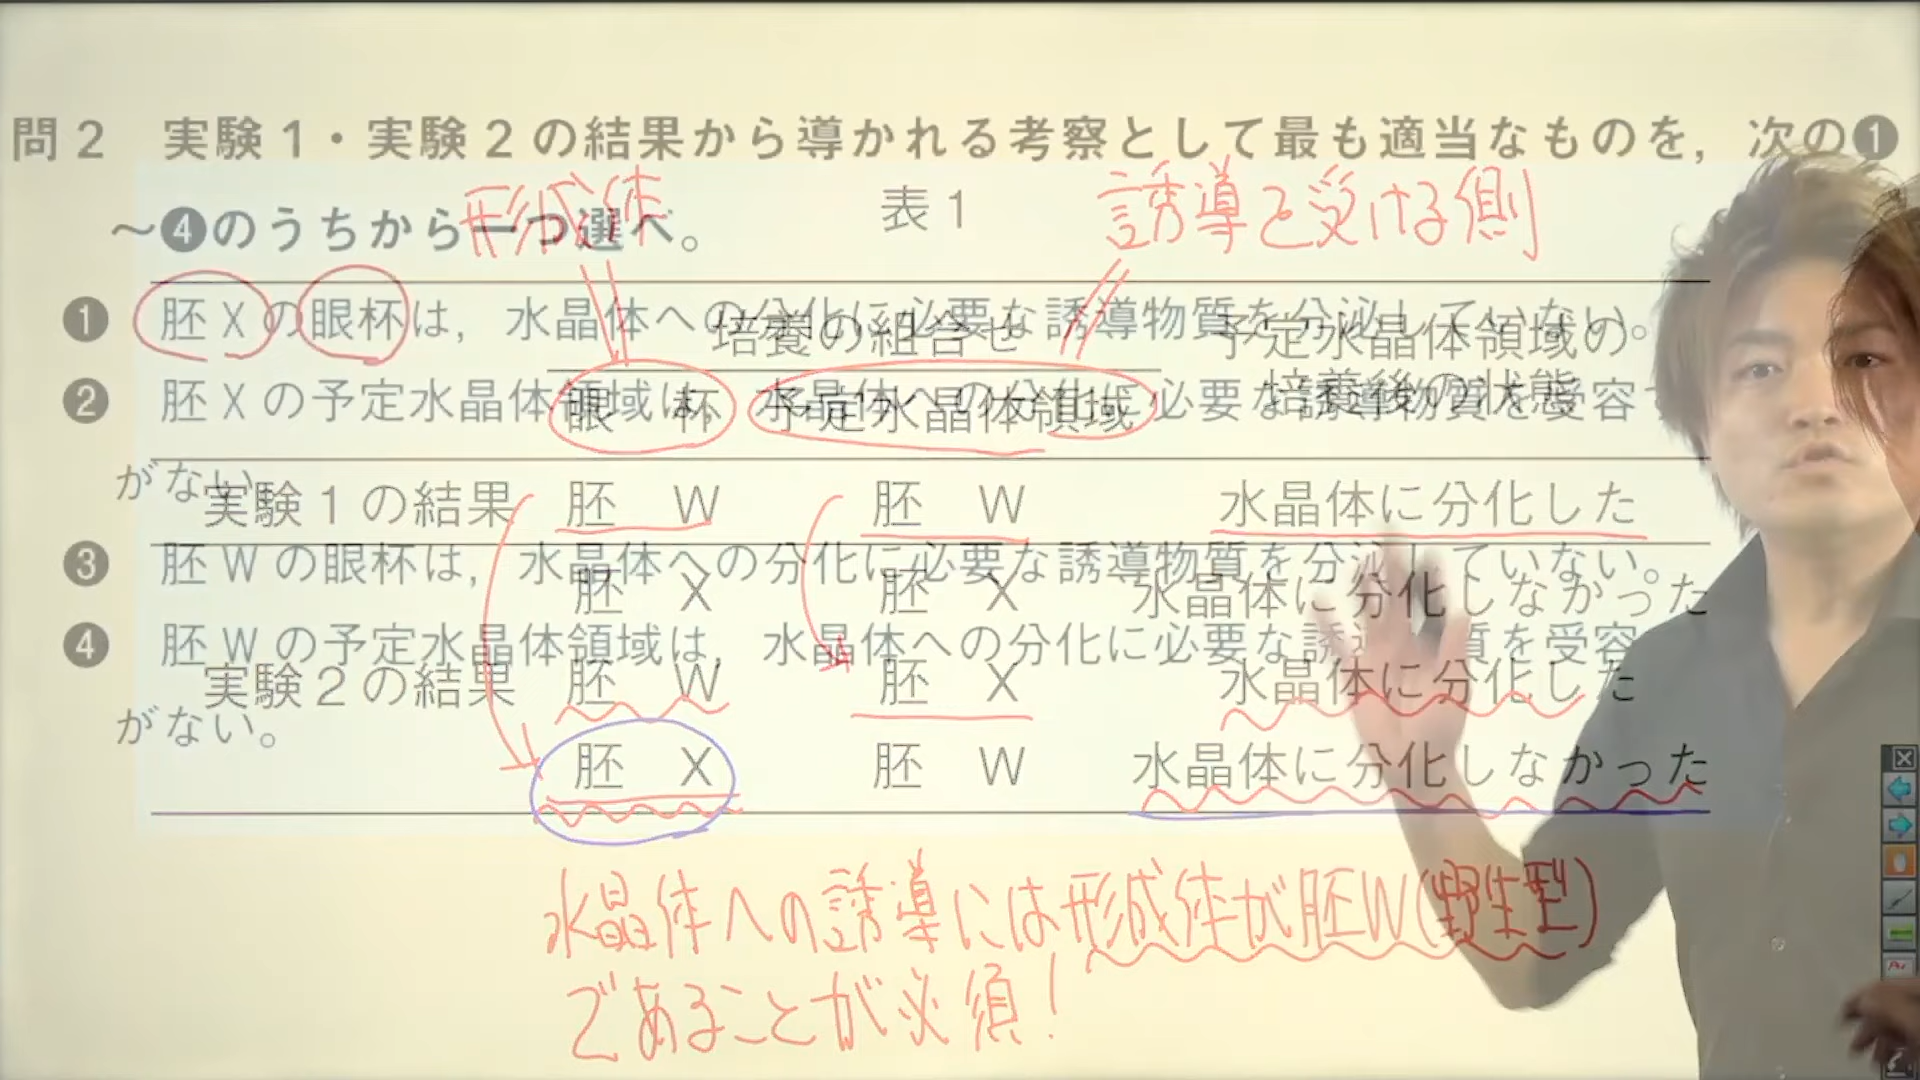 問2 実験1・実験2の結果から導かれる考察として最も適当なものを，次の❶
～❹のうちから一つ選べ。
❶ 胚Xの眼杯は，水晶体への分化に必要な誘導物質を分泌していない。
❷ 胚Xの予定水晶体領域は，水晶体への分化に必要な誘導物質を受容
がない。
❸ 胚Wの眼杯は，水晶体への分化に必要な誘導物質を分泌していない。
❹ 胚Wの予定水晶体領域は，水晶体への分化に必要な誘導物質を受容
がない。
形成体
表1
誘導を受ける側
培養の組合せ 予定水晶体領域の
培養後の状態
眼 杯 予定水晶体領域
実験1の結果 胚 W 胚 W 水晶体に分化した
胚 X 胚 X 水晶体に分化しなかった
実験2の結果 胚 W 胚 X 水晶体に分化した
胚 X 胚 W 水晶体に分化しなかった
水晶体への誘導には形成体が胚W(野生型)
であることが必須!